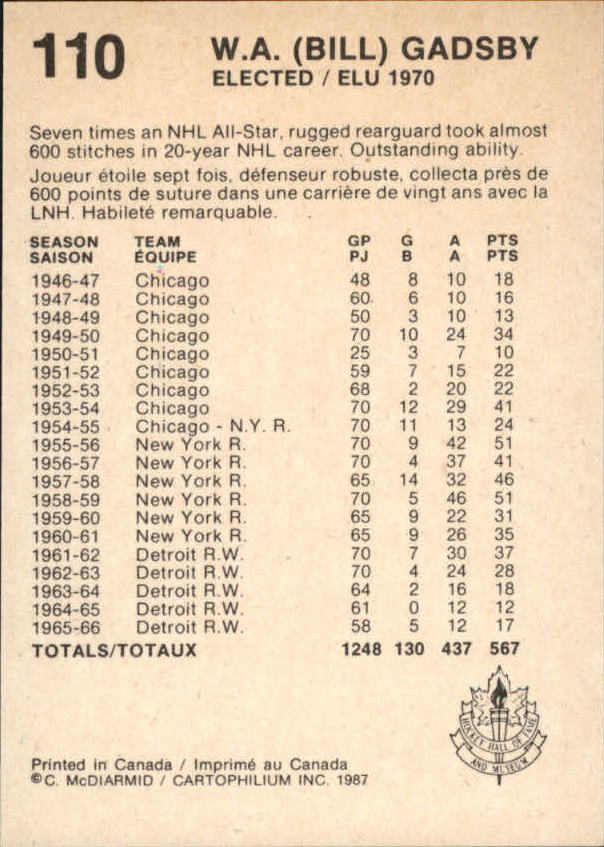 110
W.A. (BILL) GADSBY
ELECTED / ELU 1970
Seven times an NHL All-Star, rugged rearguard took almost
600 stitches in 20-year NHL career. Outstanding ability.
Joueur étoile sept fois, défenseur robuste, collecta près de
600 points de suture dans une carrière de vingt ans avec la
LNH. Habileté remarquable.
SEASON TEAM GP G A PTS
SAISON ÉQUIPE PJ B A PTS
1946-47 Chicago 48 8 10 18
1947-48 Chicago 60 6 10 16
1948-49 Chicago 50 3 10 13
1949-50 Chicago 70 10 24 34
1950-51 Chicago 25 3 7 10
1951-52 Chicago 59 7 15 22
1952-53 Chicago 68 2 20 22
1953-54 Chicago 70 12 29 41
1954-55 Chicago - N.Y. R. 70 11 13 24
1955-56 New York R. 70 9 42 51
1956-57 New York R. 70 4 37 41
1957-58 New York R. 65 14 32 46
1958-59 New York R. 70 5 46 51
1959-60 New York R. 65 9 22 31
1960-61 New York R. 65 9 26 35
1961-62 Detroit R.W. 70 7 30 37
1962-63 Detroit R.W. 70 4 24 28
1963-64 Detroit R.W. 64 2 16 18
1964-65 Detroit R.W. 61 0 12 12
1965-66 Detroit R.W. 58 5 12 17
TOTALS/TOTAUX 1248 130 437 567
HOCKEY HALL OF FAME
AND MUSEUM
Printed in Canada / Imprimé au Canada
©C. McDIARMID / CARTOPHILIUM INC. 1987